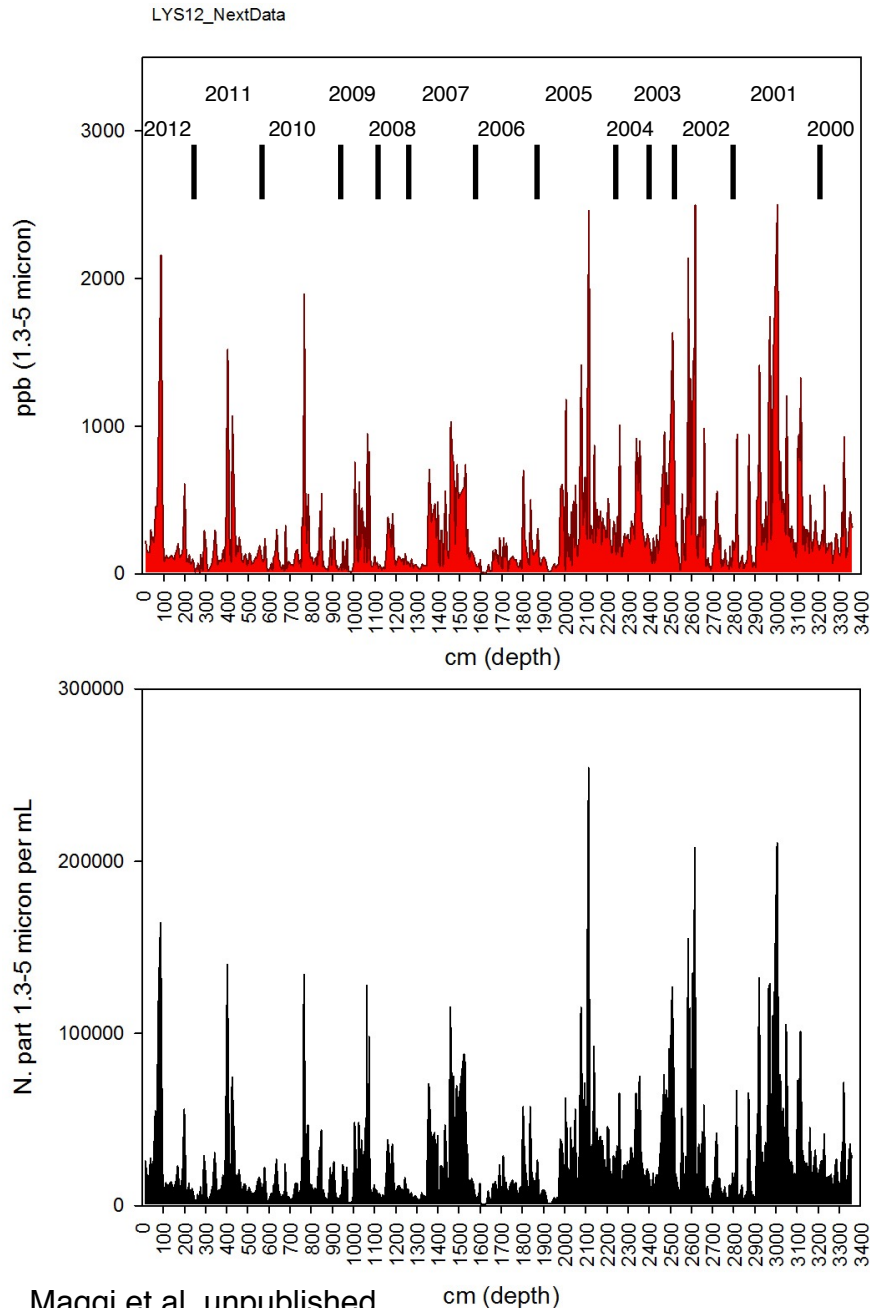 LYS12_NextData
2011 2009 2007 2005 2003 2001
2012 2010 2008 2006 2004 2002 2000
3000
2000
1000
0
ppb (1.3-5 micron)
0 100 200 300 400 500 600 700 800 900 1000 1100 1200 1300 1400 1500 1600 1700 1800 1900 2000 2100 2200 2300 2400 2500 2600 2700 2800 2900 3000 3100 3200 3300 3400
cm (depth)
300000
200000
100000
0
N. part 1.3-5 micron per mL
0 100 200 300 400 500 600 700 800 900 1000 1100 1200 1300 1400 1500 1600 1700 1800 1900 2000 2100 2200 2300 2400 2500 2600 2700 2800 2900 3000 3100 3200 3300 3400
cm (depth)
Maggi et al. unpublished